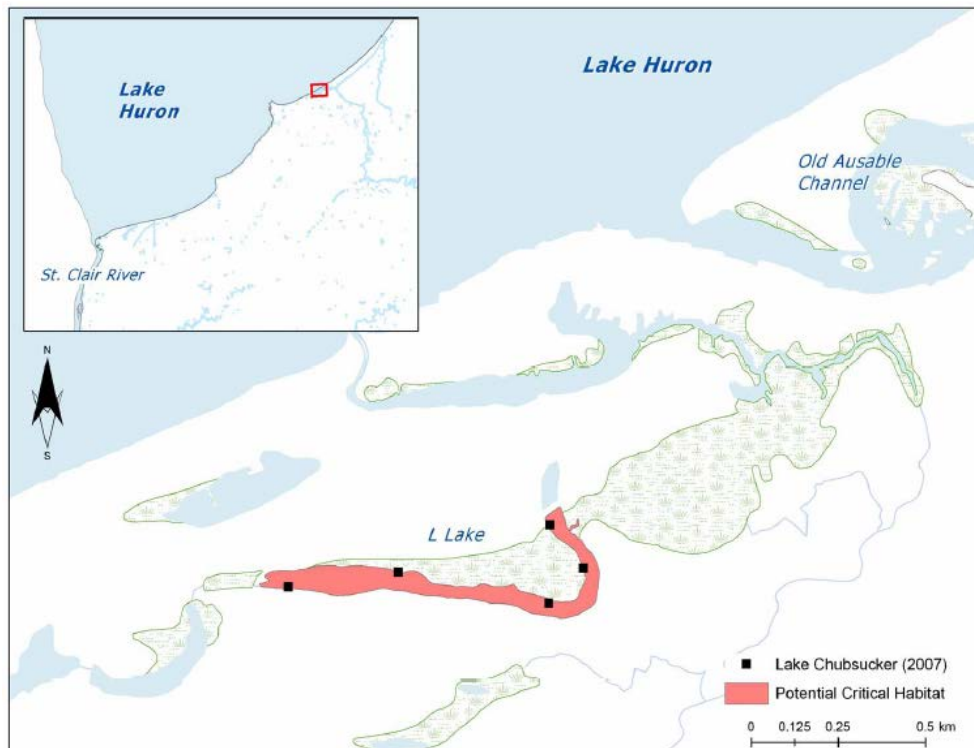 Lake
Huron
St. Clair River
Lake Huron
Old Ausable
Channel
N
S
L Lake
Lake Chubsucker (2007)
Potential Critical Habitat
0 0.125 0.25 0.5 km